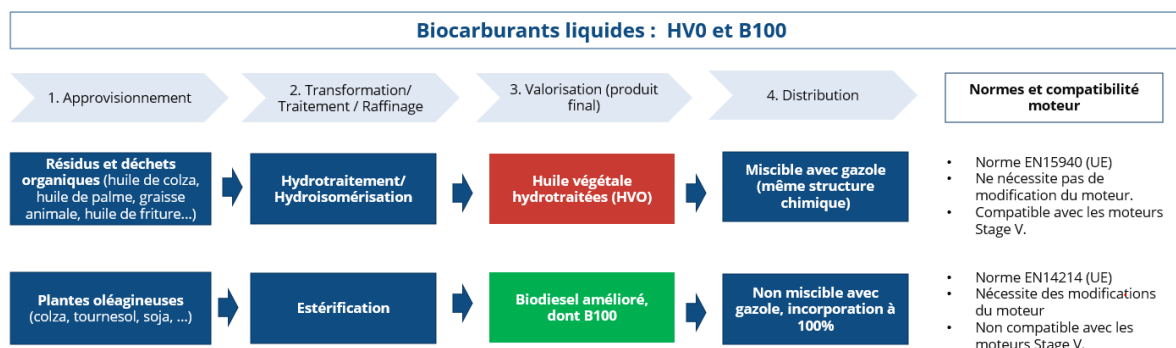 Biocarburants liquides : HV0 et B100
1. Approvisionnement
2. Transformation/
Traitement / Raffinage
3. Valorisation (produit
final)
4. Distribution
Normes et compatibilité
moteur
Résidus et déchets
organiques (huile de colza,
huile de palme, graisse
animale, huile de friture...)
Hydrotraitement/
Hydroisomérisation
Huile végétale
hydrotraitées (HVO)
Miscible avec gazole
(même structure
chimique)
• Norme EN15940 (UE)
• Ne nécessite pas de
modification du moteur.
• Compatible avec les moteurs
Stage V.
Plantes oléagineuses
(colza, tournesol, soja, ...)
Estérification
Biodiesel amélioré,
dont B100
Non miscible avec
gazole, incorporation à
100%
• Norme EN14214 (UE)
• Nécessite des modifications
du moteur
• Non compatible avec les
moteurs Stage V.